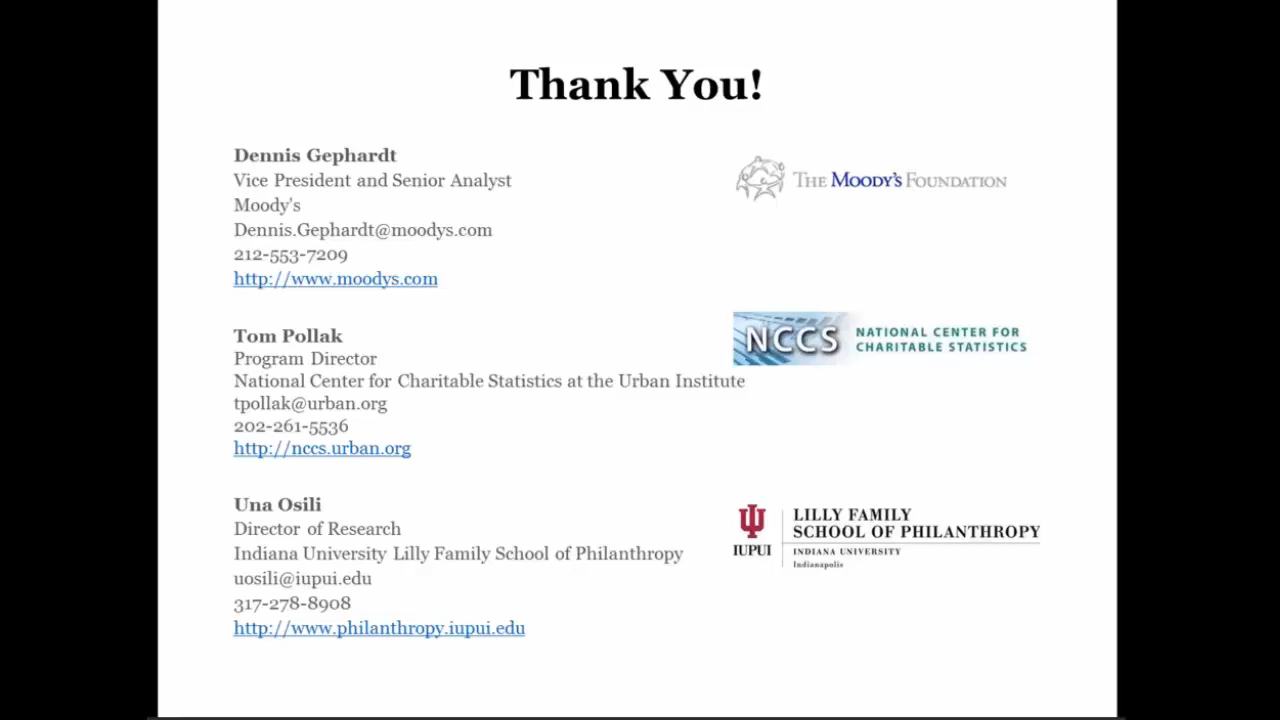 Thank You!
Dennis Gephardt
Vice President and Senior Analyst
Moody's
Dennis.Gephardt@moodys.com
212-553-7209
http://www.moodys.com
THE MOODY'S FOUNDATION
Tom Pollak
Program Director
National Center for Charitable Statistics at the Urban Institute
tpollak@urban.org
202-261-5536
http://nccs.urban.org
NCCS
NATIONAL CENTER FOR
CHARITABLE STATISTICS
Una Osili
Director of Research
Indiana University Lilly Family School of Philanthropy
uosili@iupui.edu
317-278-8908
http://www.philanthropy.iupui.edu
IUPUI
LILLY FAMILY
SCHOOL OF PHILANTHROPY
INDIANA UNIVERSITY
Indianapolis